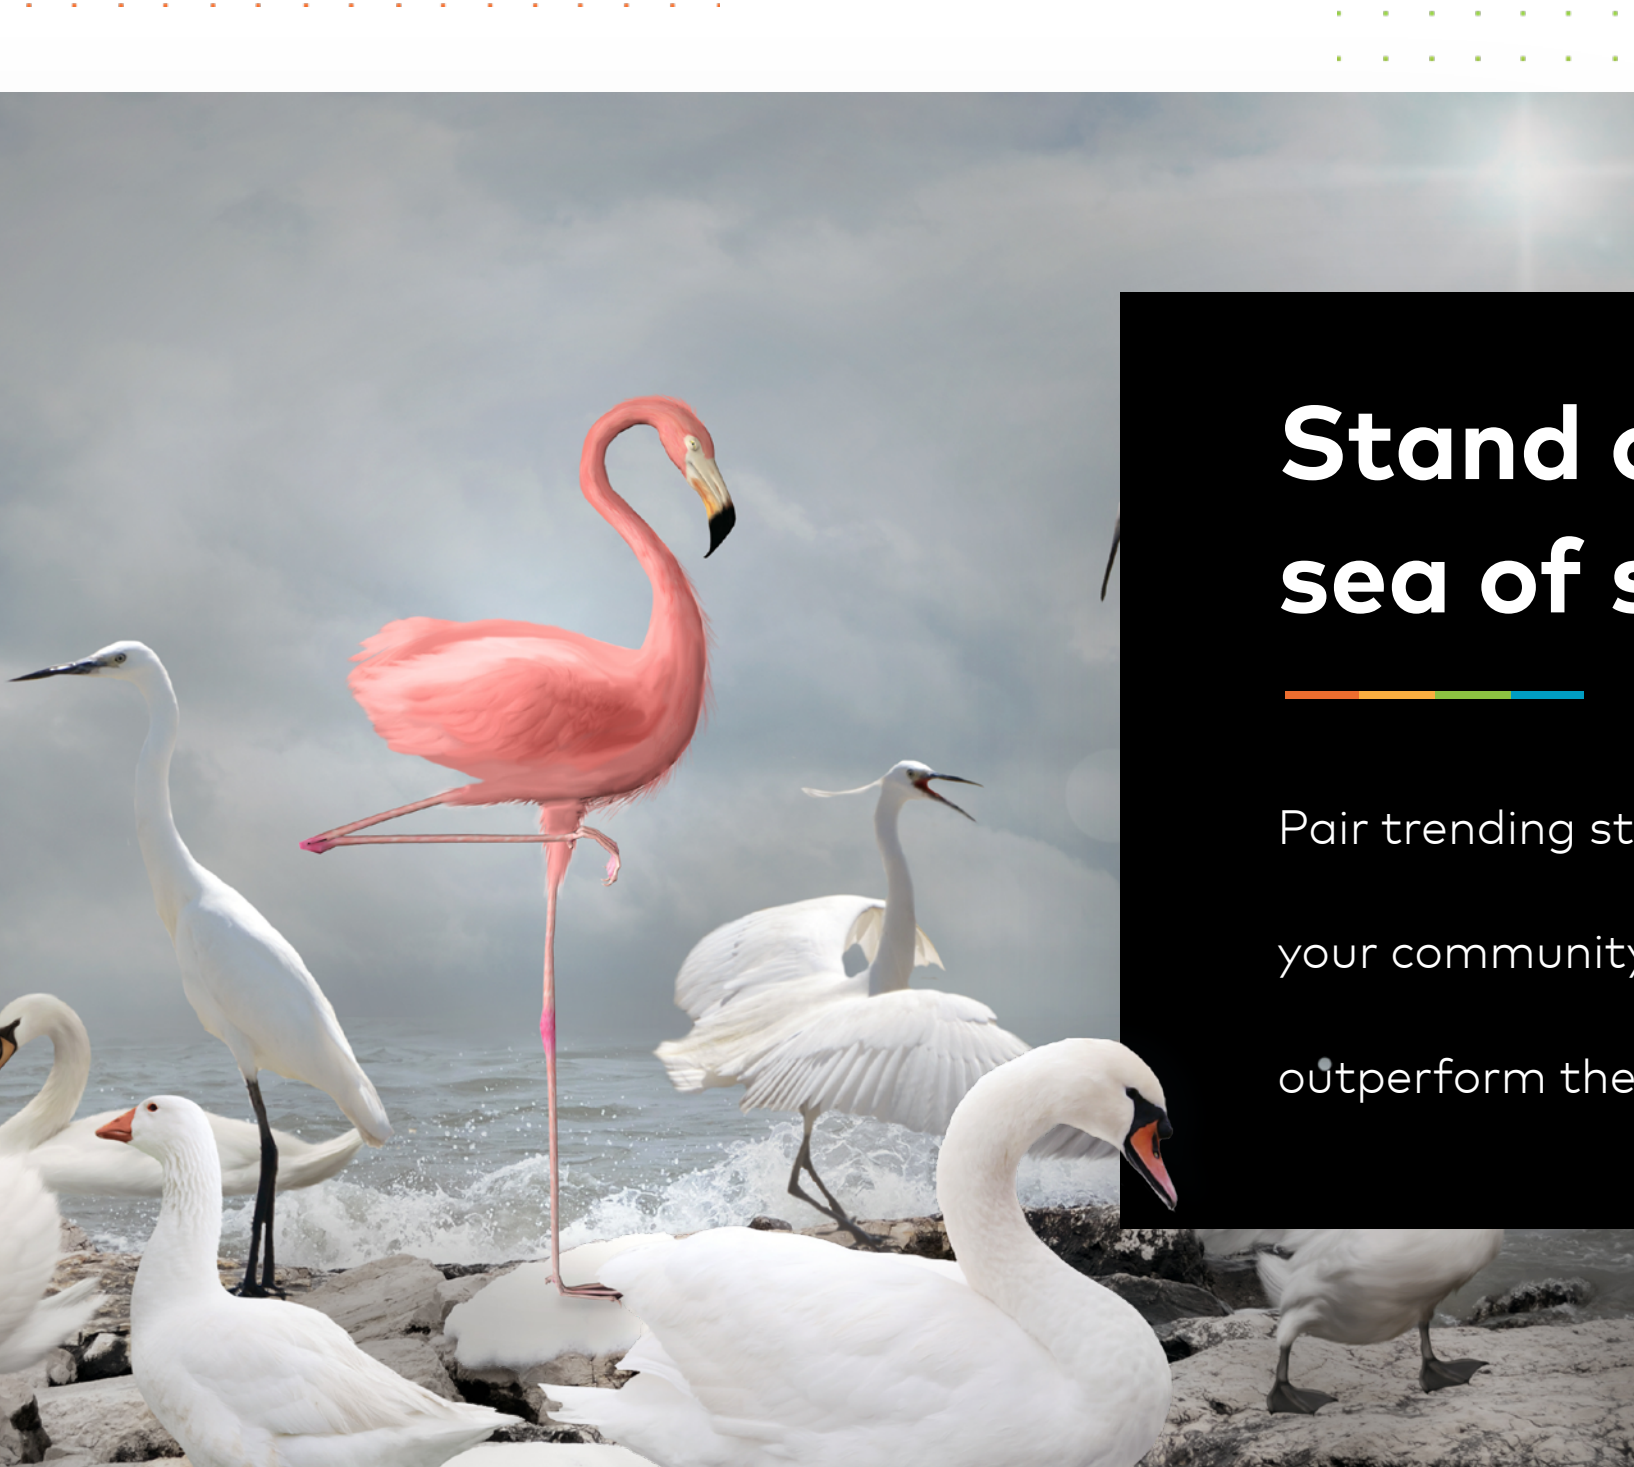 Stand
sea of
Pair trending
your community
outperform the